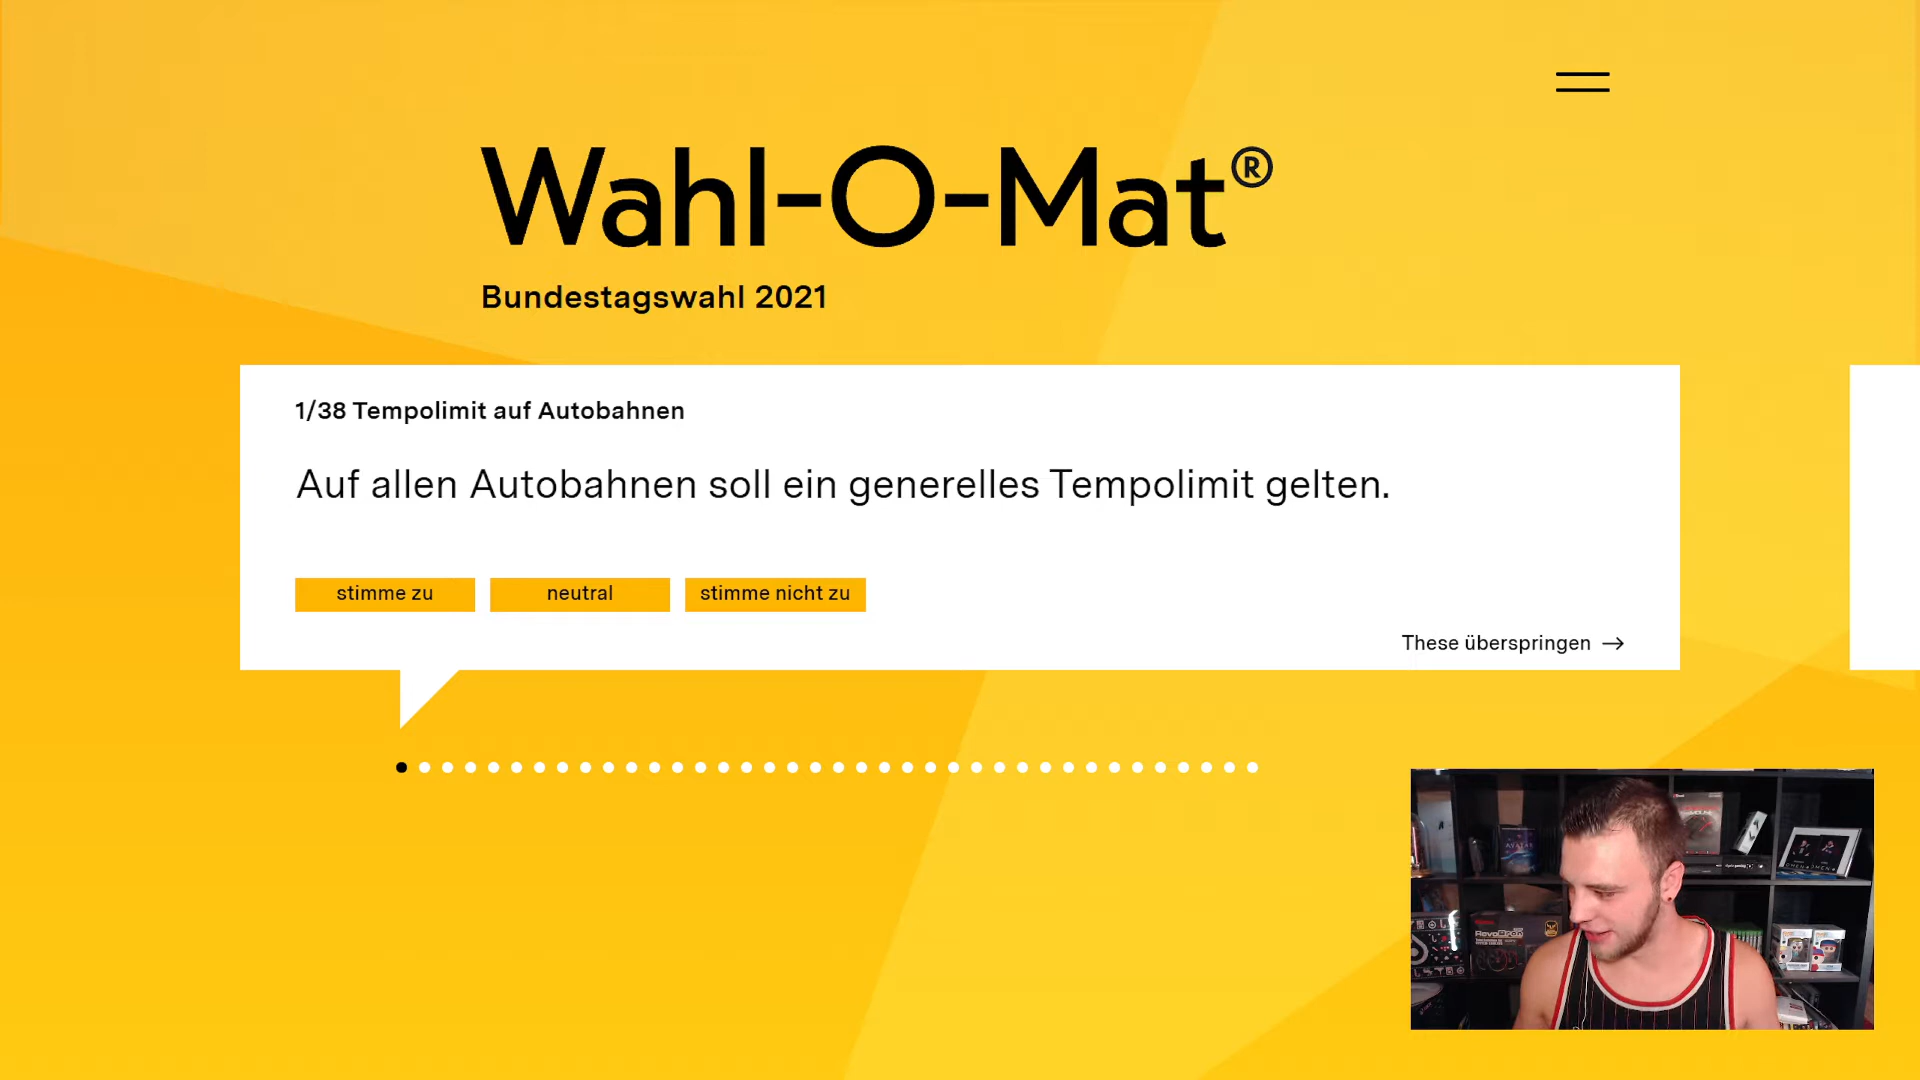 Wahl-O-Mat®
Bundestagswahl 2021
1/38 Tempolimit auf Autobahnen
Auf allen Autobahnen soll ein generelles Tempolimit gelten.
stimme zu
neutral
stimme nicht zu
These überspringen →
AVATAR